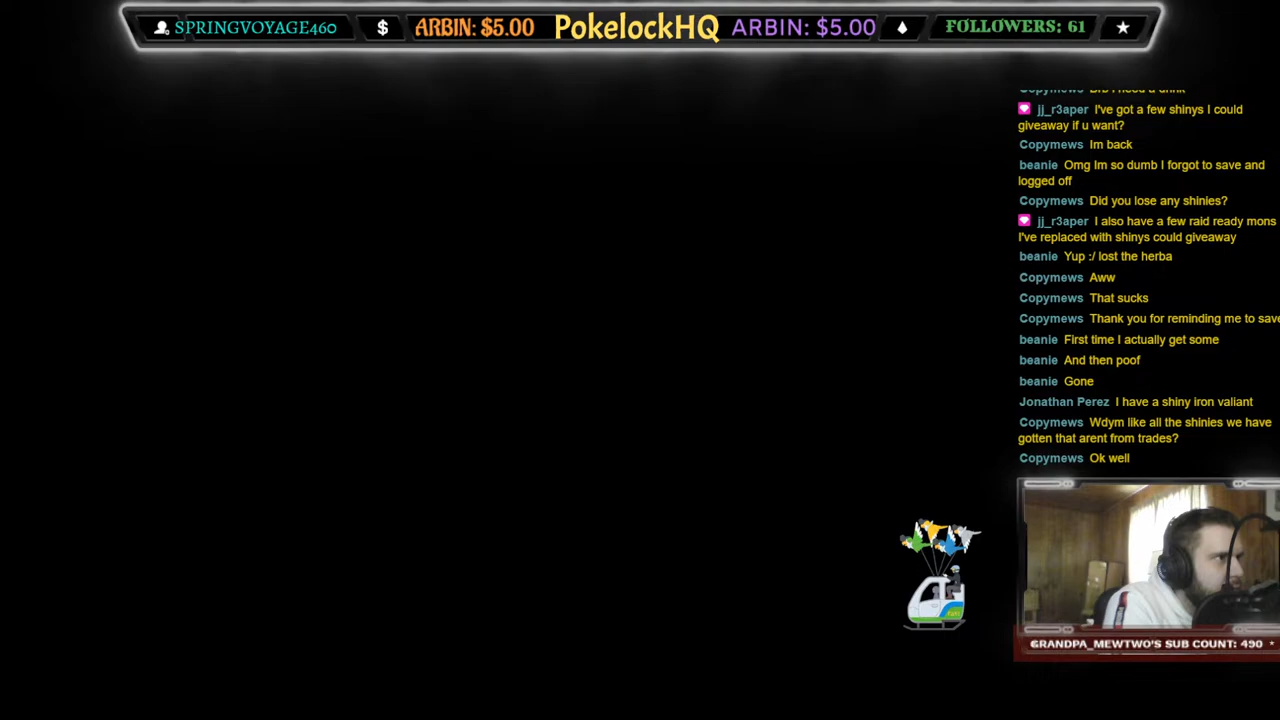 SPRINGVOYAGE460 $ ARBIN: $5.00 PokelockHQ ARBIN: $5.00 FOLLOWERS: 61
Copymews Brb i need a drink
jj_r3aper I've got a few shinys I could
giveaway if u want?
Copymews Im back
beanie Omg Im so dumb I forgot to save and
logged off
Copymews Did you lose any shinies?
jj_r3aper I also have a few raid ready mons
I've replaced with shinys could giveaway
beanie Yup :/ lost the herba
Copymews Aww
Copymews That sucks
Copymews Thank you for reminding me to save
beanie First time I actually get some
beanie And then poof
beanie Gone
Jonathan Perez I have a shiny iron valiant
Copymews Wdym like all the shinies we have
gotten that arent from trades?
Copymews Ok well
GRANDPA_MEWTWO'S SUB COUNT: 490 *